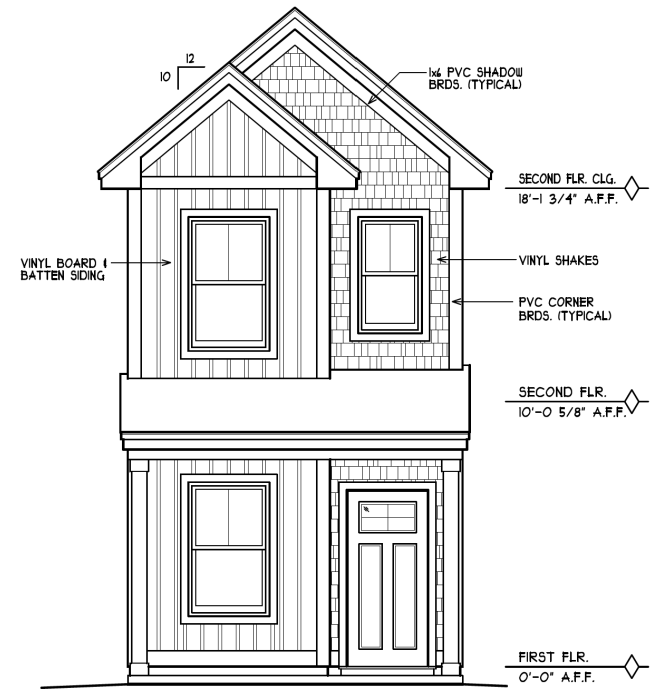 12
10
1x6 PVC SHADOW
BRDS. (TYPICAL)
SECOND FLR. CLG.
18'-1 3/4" A.F.F.
VINYL BOARD &
BATTEN SIDING
VINYL SHAKES
PVC CORNER
BRDS. (TYPICAL)
SECOND FLR.
10'-0 5/8" A.F.F.
FIRST FLR.
0'-0" A.F.F.